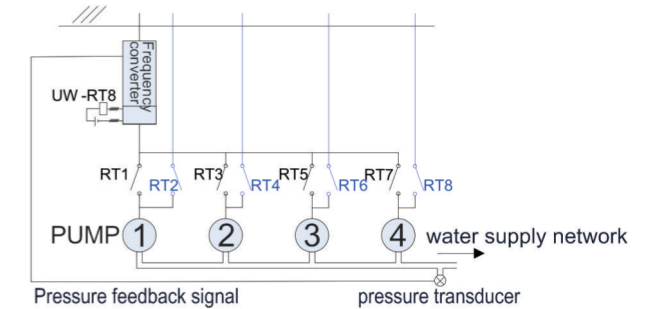 Frequency
converter
UW -RT8
RT1
RT2
RT3
RT4
RT5
RT6
RT7
RT8
PUMP 1 2 3 4
water supply network
Pressure feedback signal
pressure transducer